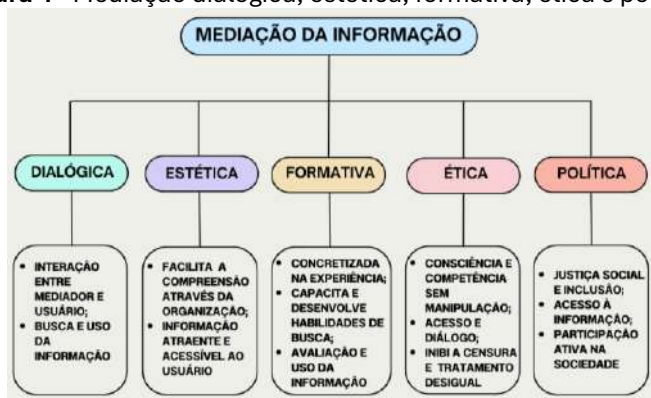 Mediação dialógica, estética, formativa, ética e po
MEDIAÇÃO DA INFORMAÇÃO
DIALÓGICA
ESTÉTICA
FORMATIVA
ÉTICA
POLÍTICA
• INTERAÇÃO
ENTRE
MEDIADOR E
USUÁRIO;
• BUSCA E USO
DA
INFORMAÇÃO
• FACILITA A
COMPREENSÃO
ATRAVÉS DA
ORGANIZAÇÃO;
• INFORMAÇÃO
ATRAENTE E
ACESSÍVEL AO
USUÁRIO
• CONCRETIZADA
NA EXPERIÊNCIA;
• CAPACITA E
DESENVOLVE
HABILIDADES DE
BUSCA;
• AVALIAÇÃO E
USO DA
INFORMAÇÃO
• CONSCIÊNCIA E
COMPETÊNCIA
SEM
MANIPULAÇÃO;
• ACESSO E
DIÁLOGO;
• INIBI A CENSURA
E TRATAMENTO
DESIGUAL
• JUSTIÇA SOCIAL
E INCLUSÃO;
• ACESSO À
INFORMAÇÃO;
• PARTICIPAÇÃO
ATIVA NA
SOCIEDADE